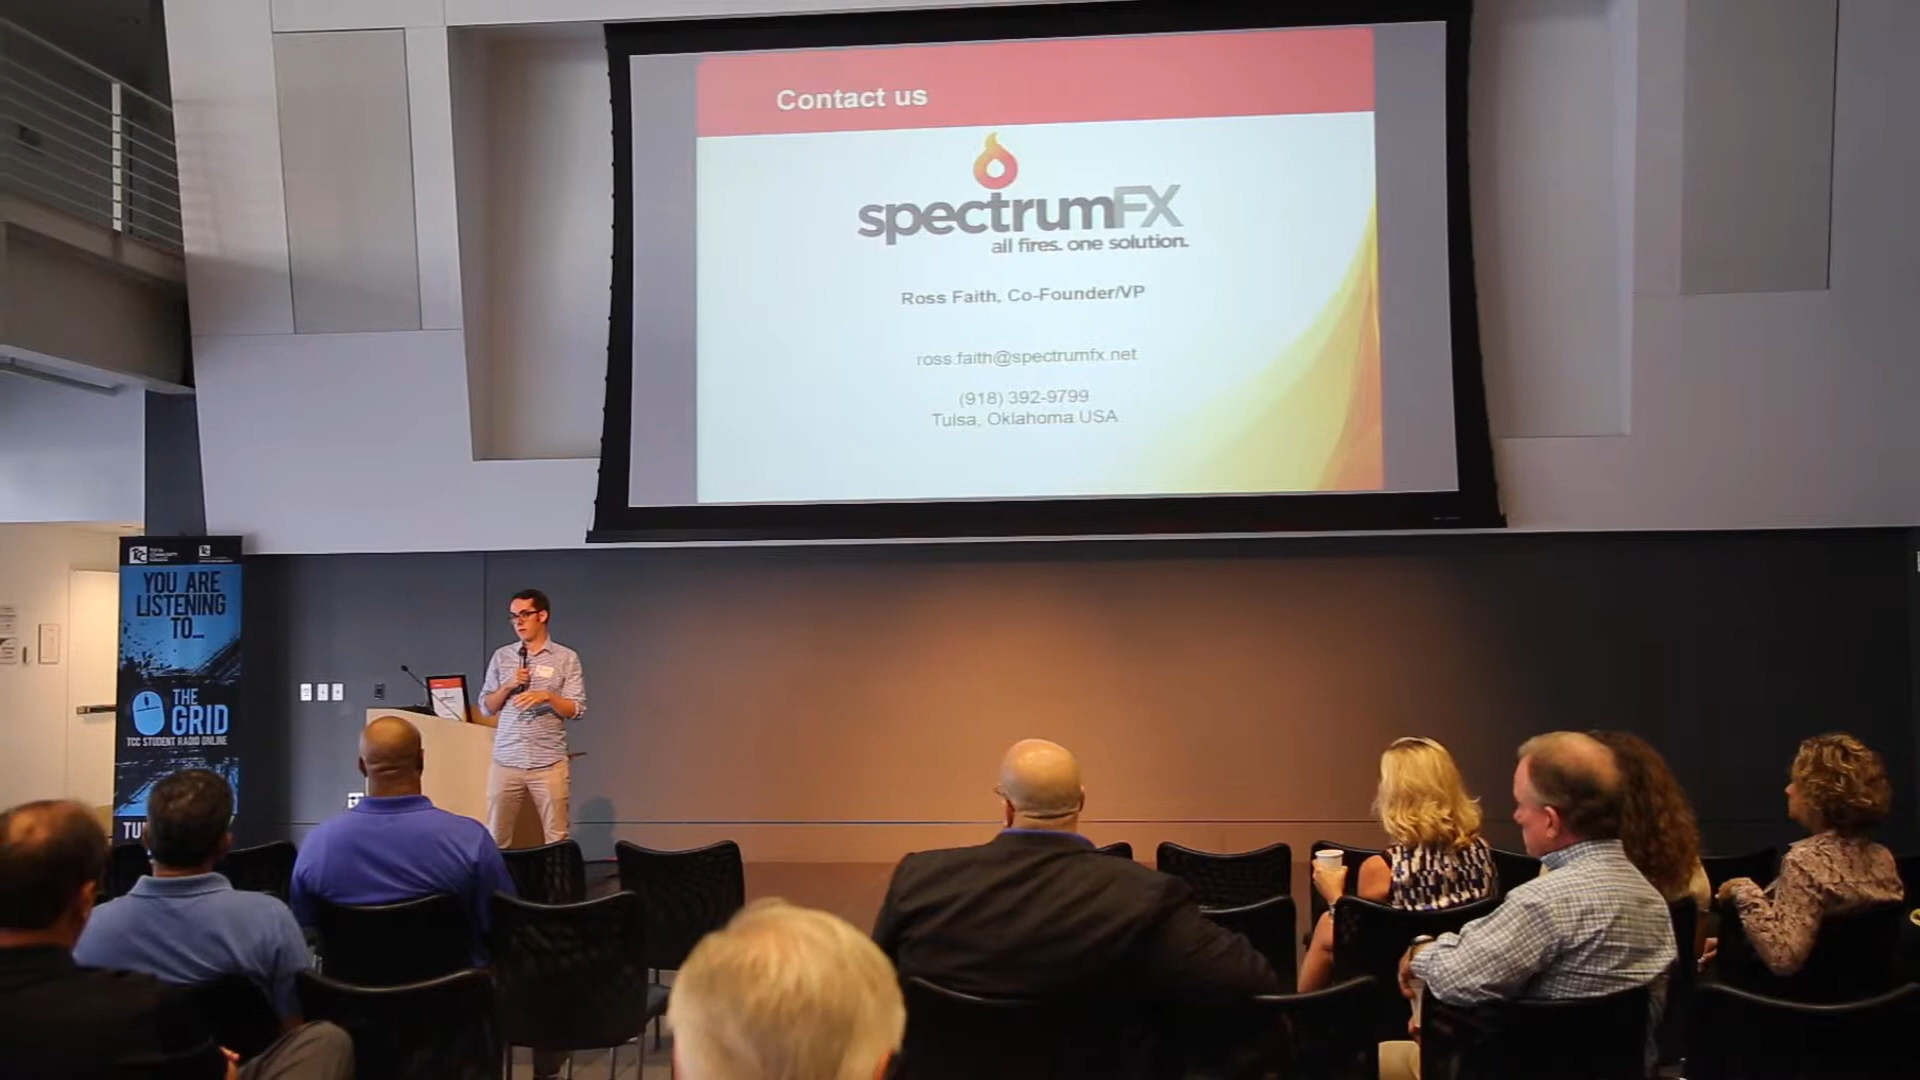 Contact us
spectrumFX
all fires. one solution.
Ross Faith, Co-Founder/VP
ross.faith@spectrumfx.net
(918) 392-9799
Tulsa, Oklahoma USA
YOU ARE
LISTENING
TO...
THE
GRID
TCC STUDENT RADIO ONLINE
TU